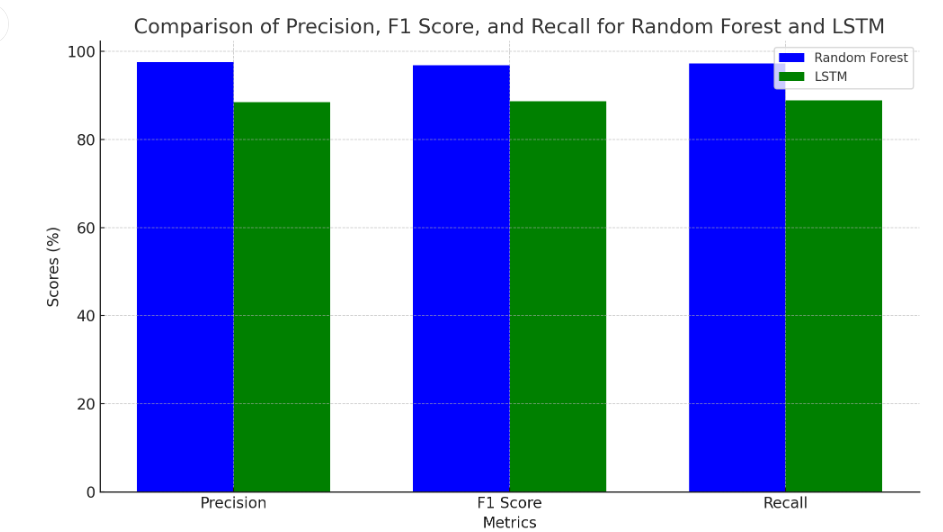 Comparison of Precision, F1 Score, and Recall for Random Forest and LSTM
Random Forest
LSTM
100
80
60
40
20
0
Scores (%)
Precision
F1 Score
Recall
Metrics